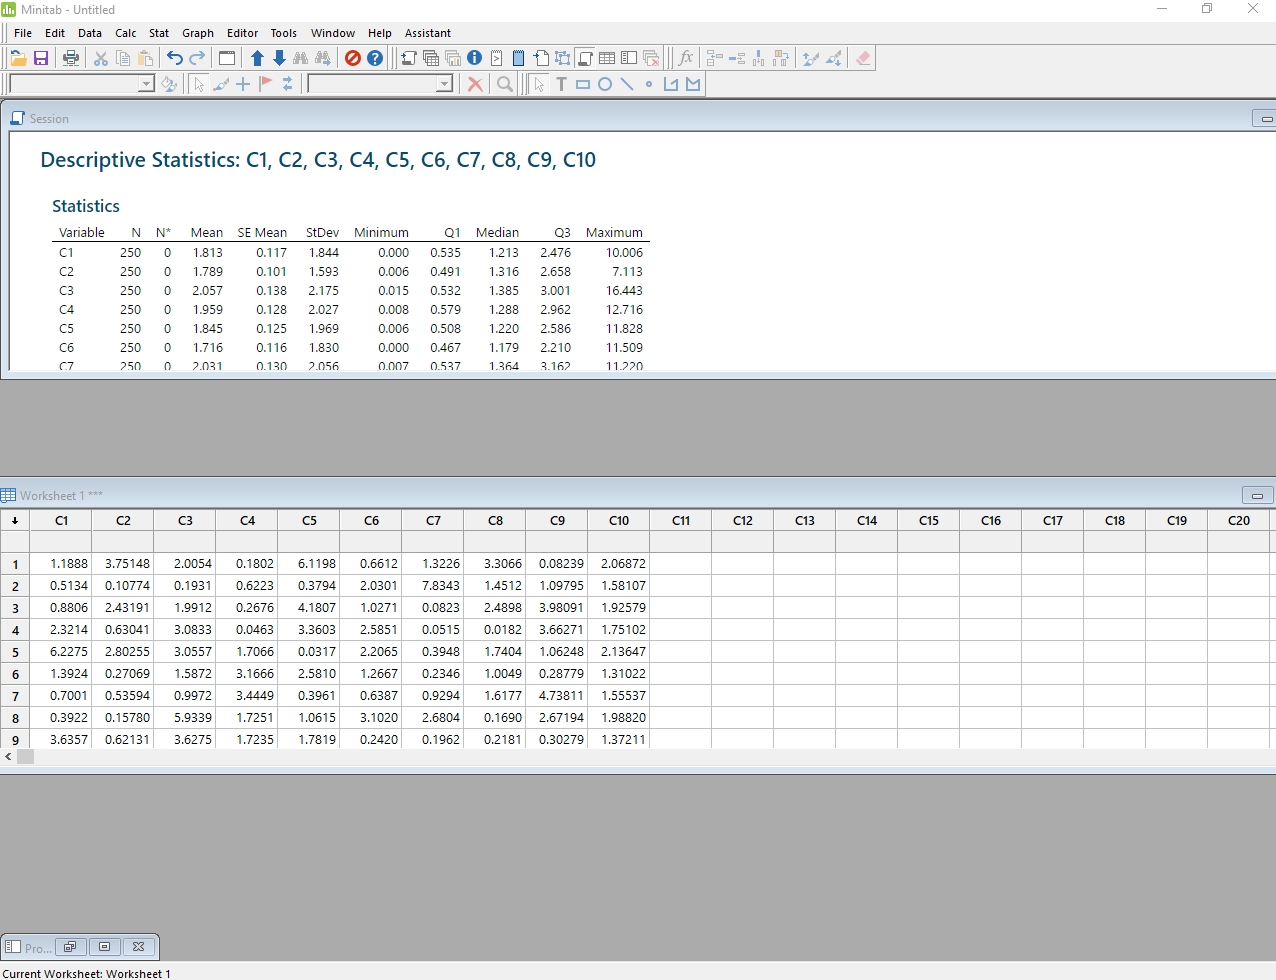 Minitab - Untitled
File Edit Data Calc Stat Graph Editor Tools Window Help Assistant
Session
Descriptive Statistics: C1, C2, C3, C4, C5, C6, C7, C8, C9, C10
Statistics
Variable N N* Mean SE Mean StDev Minimum Q1 Median Q3 Maximum
C1 250 0 1.813 0.117 1.844 0.000 0.535 1.213 2.476 10.006
C2 250 0 1.789 0.101 1.593 0.006 0.491 1.316 2.658 7.113
C3 250 0 2.057 0.138 2.175 0.015 0.532 1.385 3.001 16.443
C4 250 0 1.959 0.128 2.027 0.008 0.579 1.288 2.962 12.716
C5 250 0 1.845 0.125 1.969 0.006 0.508 1.220 2.586 11.828
C6 250 0 1.716 0.116 1.830 0.000 0.467 1.179 2.210 11.509
C7 250 0 2.031 0.130 2.056 0.007 0.537 1.364 3.162 11.220
Worksheet 1 ***
C1 C2 C3 C4 C5 C6 C7 C8 C9 C10 C11 C12 C13 C14 C15 C16 C17 C18 C19 C20
1 1.1888 3.75148 2.0054 0.1802 6.1198 0.6612 1.3226 3.3066 0.08239 2.06872
2 0.5134 0.10774 0.1931 0.6223 0.3794 2.0301 7.8343 1.4512 1.09795 1.58107
3 0.8806 2.43191 1.9912 0.2676 4.1807 1.0271 0.0823 2.4898 3.98091 1.92579
4 2.3214 0.63041 3.0833 0.0463 3.3603 2.5851 0.0515 0.0182 3.66271 1.75102
5 6.2275 2.80255 3.0557 1.7066 0.0317 2.2065 0.3948 1.7404 1.06248 2.13647
6 1.3924 0.27069 1.5872 3.1666 2.5810 1.2667 0.2346 1.0049 0.28779 1.31022
7 0.7001 0.53594 0.9972 3.4449 0.3961 0.6387 0.9294 1.6177 4.73811 1.55537
8 0.3922 0.15780 5.9339 1.7251 1.0615 3.1020 2.6804 0.1690 2.67194 1.98820
9 3.6357 0.62131 3.6275 1.7235 1.7819 0.2420 0.1962 0.2181 0.30279 1.37211
Pro...
Current Worksheet: Worksheet 1